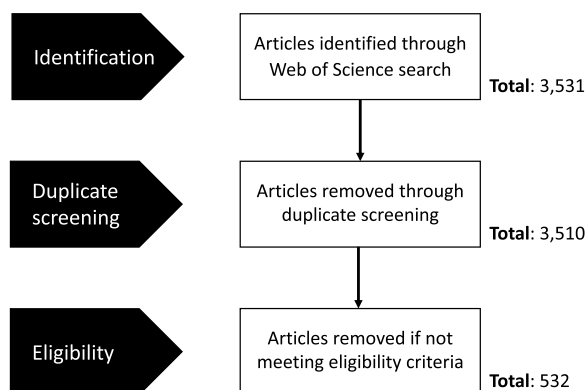 Identification
Articles identified through
Web of Science search
Total: 3,531
Duplicate
screening
Articles removed through
duplicate screening
Total: 3,510
Eligibility
Articles removed if not
meeting eligibility criteria
Total: 532